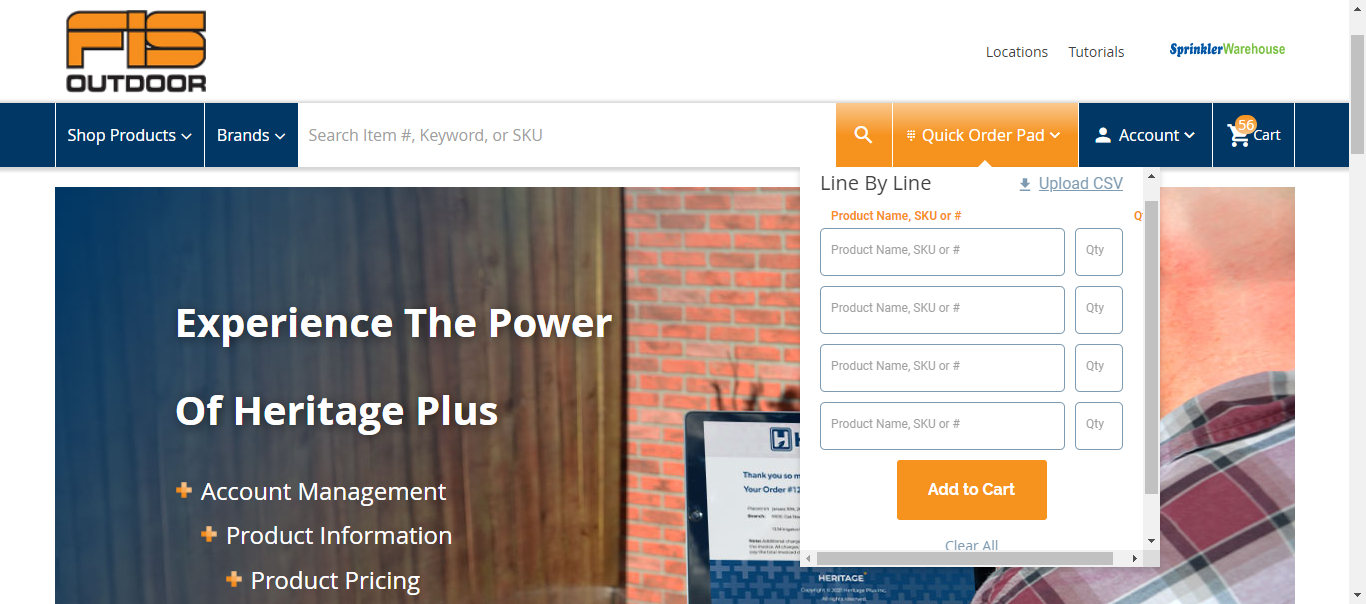 FIS
OUTDOOR
Locations
Tutorials
SprinklerWarehouse
Shop Products
Brands
Search Item #, Keyword, or SKU
Quick Order Pad
Account
56
Cart
Line By Line
Upload CSV
Product Name, SKU or #
Q
Product Name, SKU or #
Qty
Product Name, SKU or #
Qty
Product Name, SKU or #
Qty
Product Name, SKU or #
Qty
Add to Cart
Clear All
Experience The Power
Of Heritage Plus
Account Management
Product Information
Product Pricing
H
Thank you so m
Your Order #12
HERITAGE